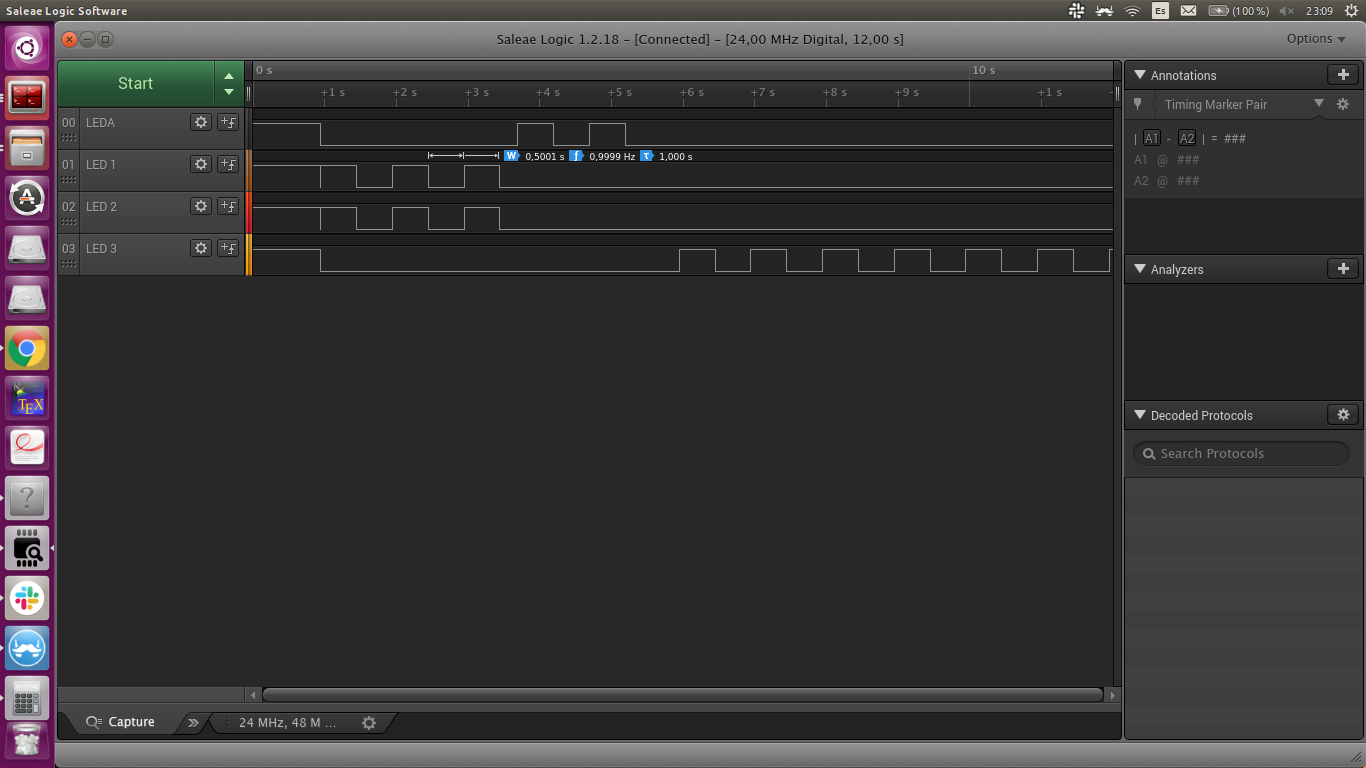 Saleae Logic Software
Es
(100%)
23:09
Saleae Logic 1.2.18 – [Connected] – [24,00 MHz Digital, 12,00 s]
Options
Start
0 s
10 s
+1 s
+2 s
+3 s
+4 s
+5 s
+6 s
+7 s
+8 s
+9 s
+1 s
00 LEDA
01 LED 1
W 0,5001 s f 0,9999 Hz T 1,000 s
02 LED 2
03 LED 3
Annotations
Timing Marker Pair
| A1 - A2 | = ###
A1 @ ###
A2 @ ###
Analyzers
Decoded Protocols
Search Protocols
TEX
?
Capture
24 MHz, 48 M ...